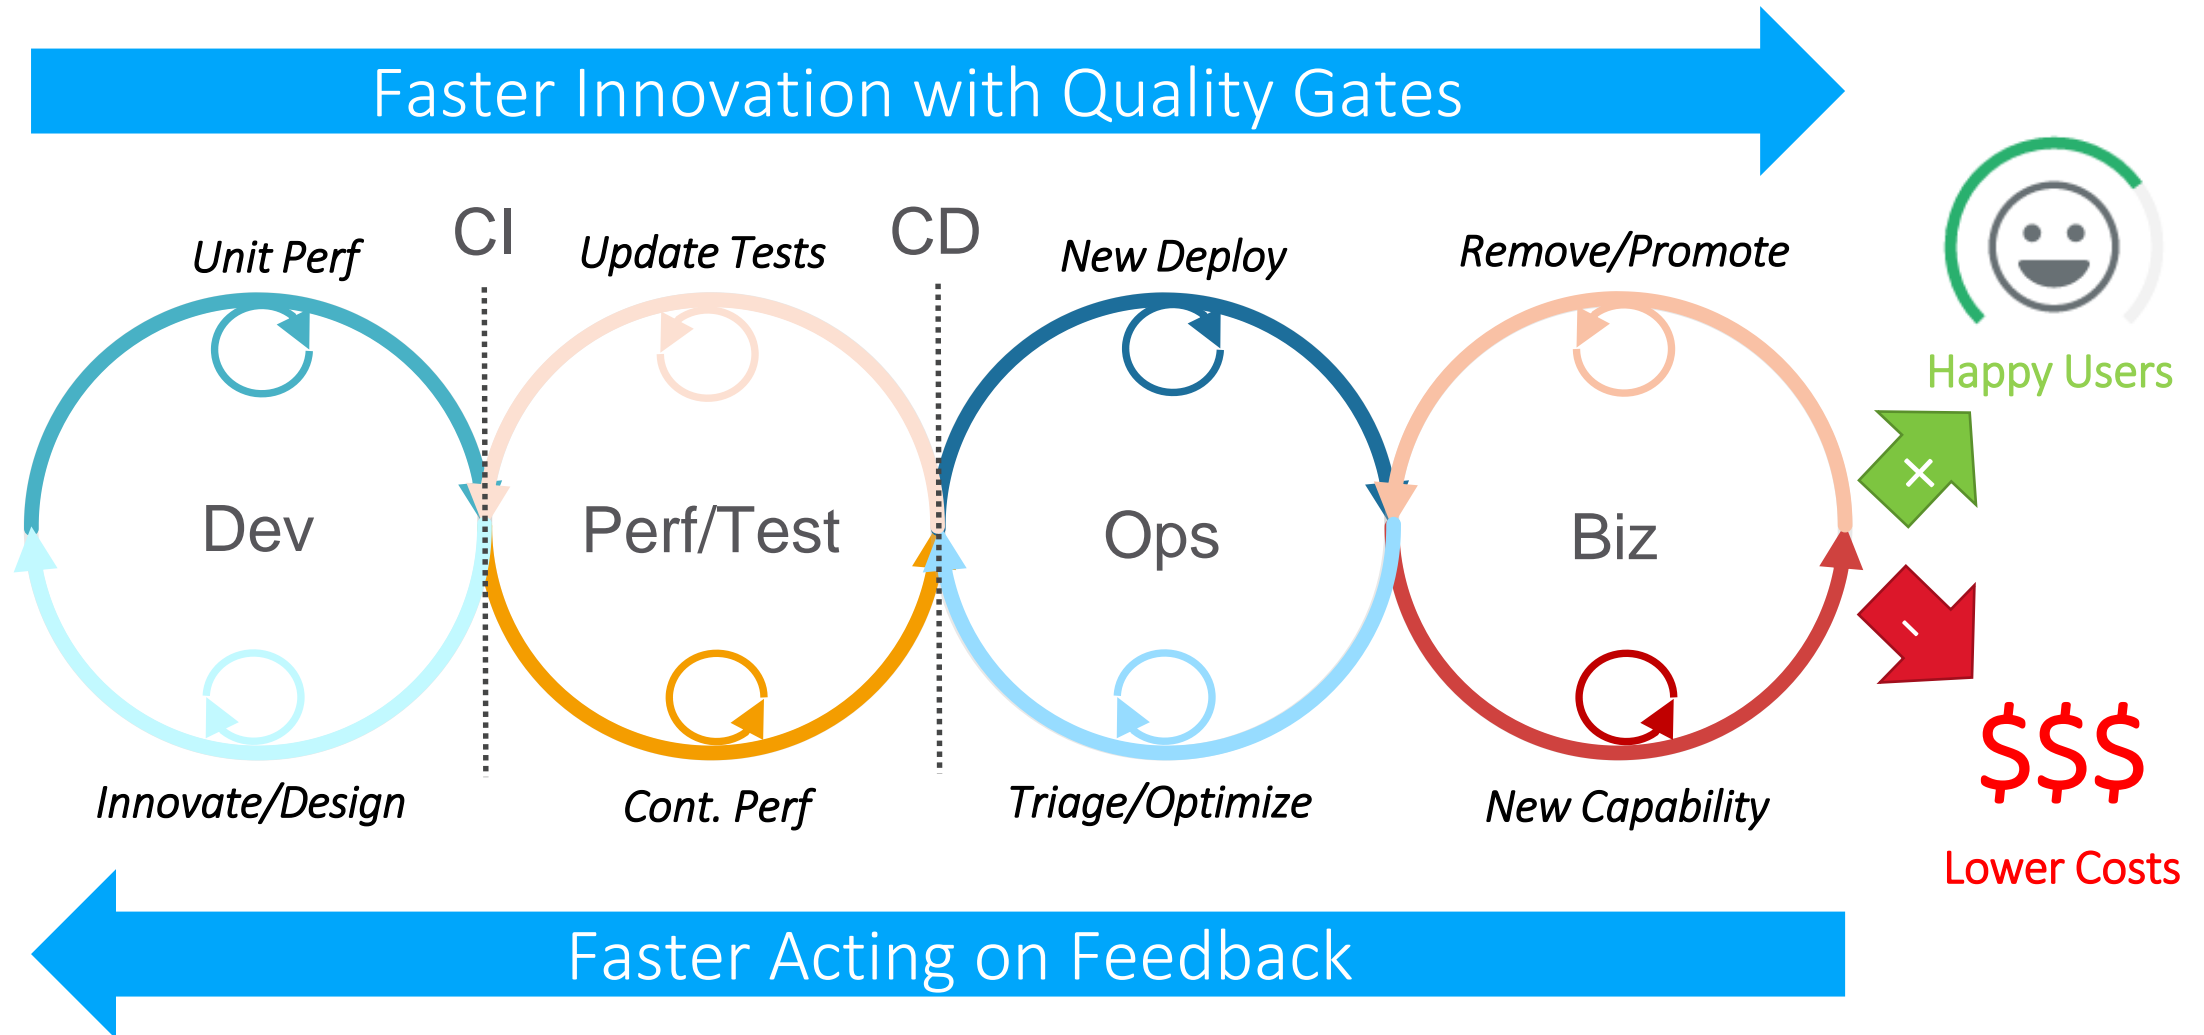 Faster Innovation with Quality Gates
CI
CD
Unit Perf
Update Tests
New Deploy
Remove/Promote
Happy Users
+
Dev
Perf/Test
Ops
Biz
-
$$$
Innovate/Design
Cont. Perf
Triage/Optimize
New Capability
Lower Costs
Faster Acting on Feedback